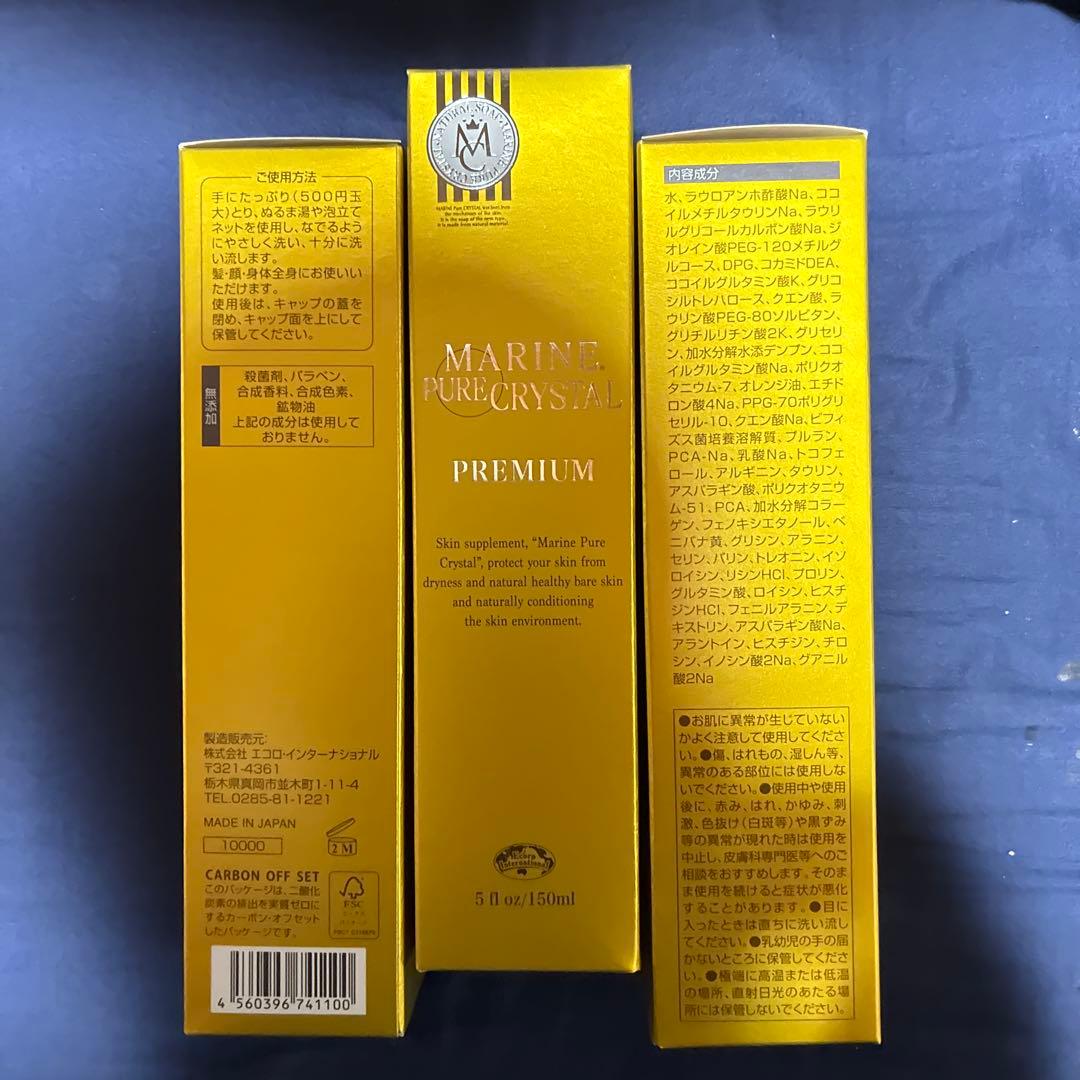 ご使用方法
手にたっぷり（500円玉
大）とり、ぬるま湯や泡立て
ネットを使用し、なでるよう
にやさしく洗い、十分に洗
い流します。
髪・顔・身体全身にお使いい
ただけます。
使用後は、キャップの蓋を
閉め、キャップ面を上にして
保管してください。
無添加
殺菌剤、パラベン、
合成香料、合成色素、
鉱物油
上記の成分は使用して
おりません。
製造販売元:
株式会社 エコロ・インターナショナル
〒321-4361
栃木県真岡市並木町1-11-4
TEL.0285-81-1221
MADE IN JAPAN
10000
2 M
CARBON OFF SET
このパッケージは、二酸化
炭素の排出を実質ゼロに
するカーボン・オフセット
したパッケージです。
FSC
4 560396 741100
MC
MARINE Pure CRYSTAL was born from
the mechanism of the skin.
It is the soap of the new type.
It is made from natural material.
MARINE
PURE CRYSTAL
PREMIUM
Skin supplement, “Marine Pure
Crystal”, protect your skin from
dryness and natural healthy bare skin
and naturally conditioning
the skin environment.
Ecorp
International
5 fl oz/150ml
内容成分
水、ラウロアンホ酢酸Na、ココ
イルメチルタウリンNa、ラウリ
ルグリコールカルボン酸Na、ジ
オレイン酸PEG-120メチルグ
ルコース、DPG、コカミドDEA、
ココイルグルタミン酸K、グリコ
シルトレハロース、クエン酸、ラ
ウリン酸PEG-80ソルビタン、
グリチルリチン酸2K、グリセリ
ン、加水分解水添デンプン、ココ
イルグルタミン酸Na、ポリクオ
タニウム-7、オレンジ油、エチド
ロン酸4Na、PPG-70ポリグリ
セリル-10、クエン酸Na、ビフィ
ズス菌培養溶解質、プルラン、
PCA-Na、乳酸Na、トコフェ
ロール、アルギニン、タウリン、
アスパラギン酸、ポリクオタニウ
ム-51、PCA、加水分解コラー
ゲン、フェノキシエタノール、ベ
ニバナ黄、グリシン、アラニン、
セリン、バリン、トレオニン、イソ
ロイシン、リシンHCl、プロリン、
グルタミン酸、ロイシン、ヒスチ
ジンHCl、フェニルアラニン、デ
キストリン、アスパラギン酸Na、
アラントイン、ヒスチジン、チロ
シン、イノシン酸2Na、グアニル
酸2Na
●お肌に異常が生じていない
かよく注意して使用してくださ
い。●傷、はれもの、湿しん等、
異常のある部位には使用しな
いでください。●使用中や使用
後に、赤み、はれ、かゆみ、刺
激、色抜け（白斑等）や黒ずみ
等の異常が現れた時は使用を
中止し、皮膚科専門医等へのご
相談をおすすめします。そのま
ま使用を続けると症状が悪化
することがあります。●目に
入ったときは直ちに洗い流し
てください。●乳幼児の手の届
かないところに保管してくださ
い。●極端に高温または低温
の場所、直射日光のあたる場
所には保管しないでください。